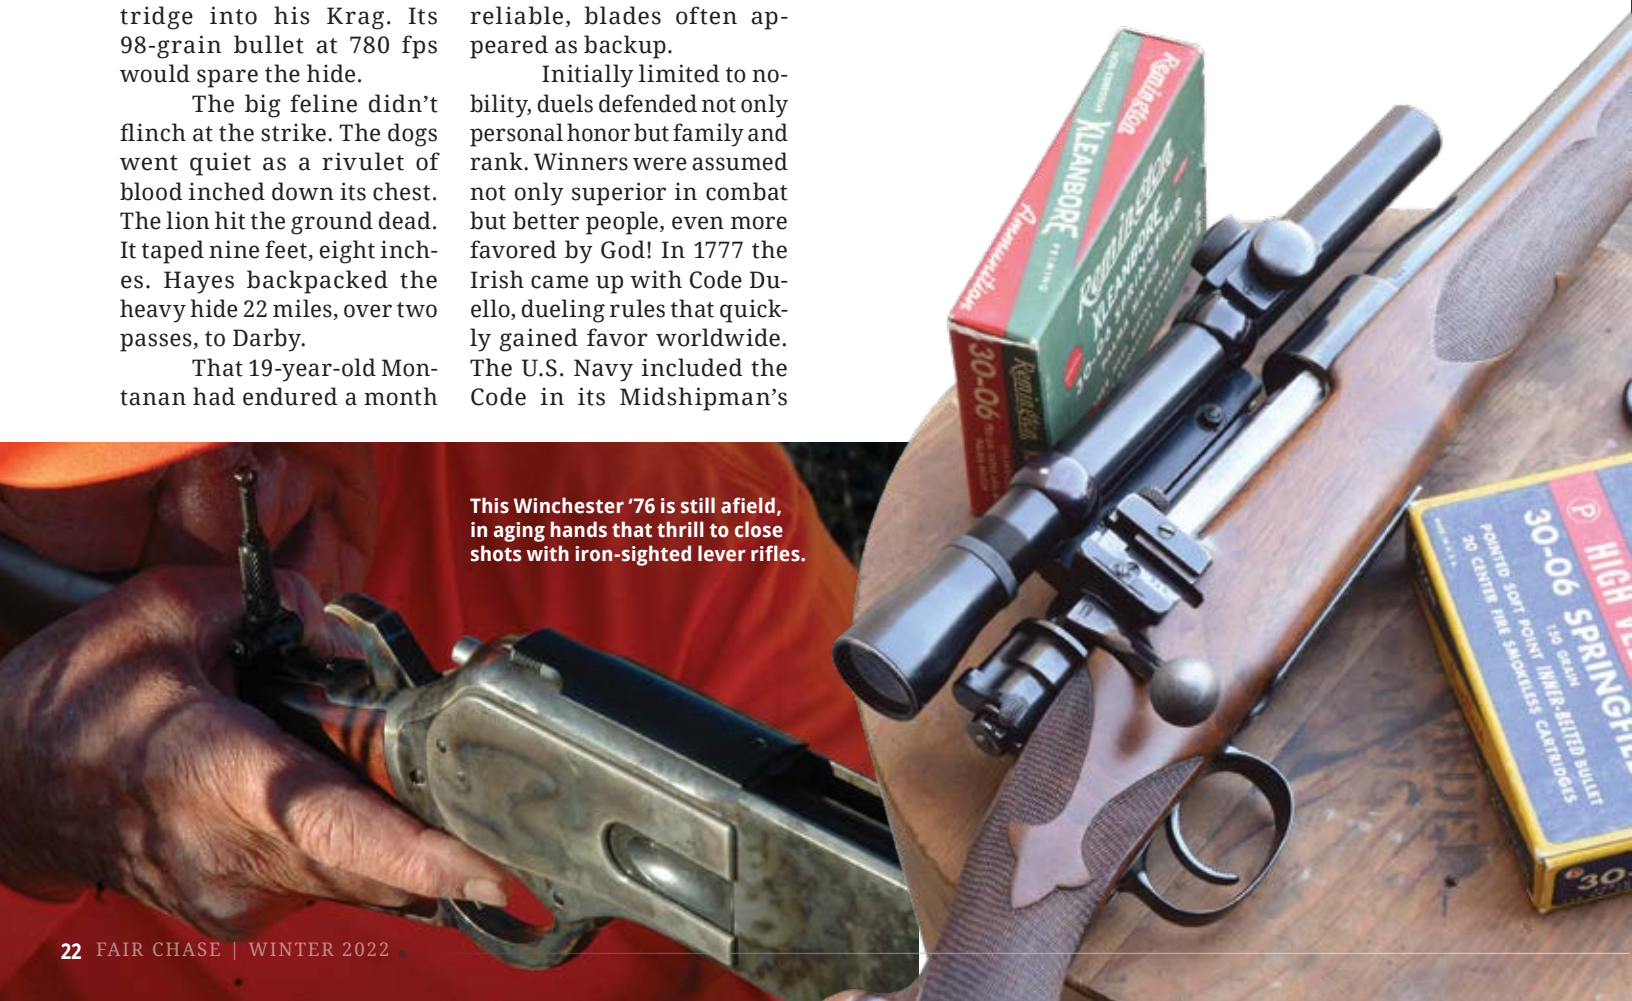 tridge into his Krag. Its
98-grain bullet at 780 fps
would spare the hide.
The big feline didn’t
flinch at the strike. The dogs
went quiet as a rivulet of
blood inched down its chest.
The lion hit the ground dead.
It taped nine feet, eight inch-
es. Hayes backpacked the
heavy hide 22 miles, over two
passes, to Darby.
That 19-year-old Mon-
tanan had endured a month
reliable, blades often ap-
peared as backup.
Initially limited to no-
bility, duels defended not only
personal honor but family and
rank. Winners were assumed
not only superior in combat
but better people, even more
favored by God! In 1777 the
Irish came up with Code Du-
ello, dueling rules that quick-
ly gained favor worldwide.
The U.S. Navy included the
Code in its Midshipman’s
This Winchester ‘76 is still afield,
in aging hands that thrill to close
shots with iron-sighted lever rifles.
Remington
KLEANBORE
PRIMING
Ammunition
Remington
KLEANBORE
30-06 SPRINGFIELD
30-06
Remington
P HIGH
30-06 SPRINGFIE
150 GRAIN
POINTED SOFT POINT INNER-BELTED BULLET
20 CENTER FIRE SMOKELESS CARTRIDGES
30-
22 FAIR CHASE | WINTER 2022